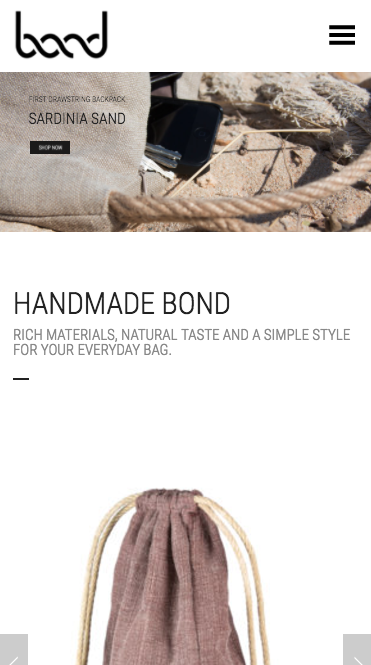 bond
FIRST DRAWSTRING BACKPACK
SARDINIA SAND
SHOP NOW
HANDMADE BOND
RICH MATERIALS, NATURAL TASTE AND A SIMPLE STYLE
FOR YOUR EVERYDAY BAG.